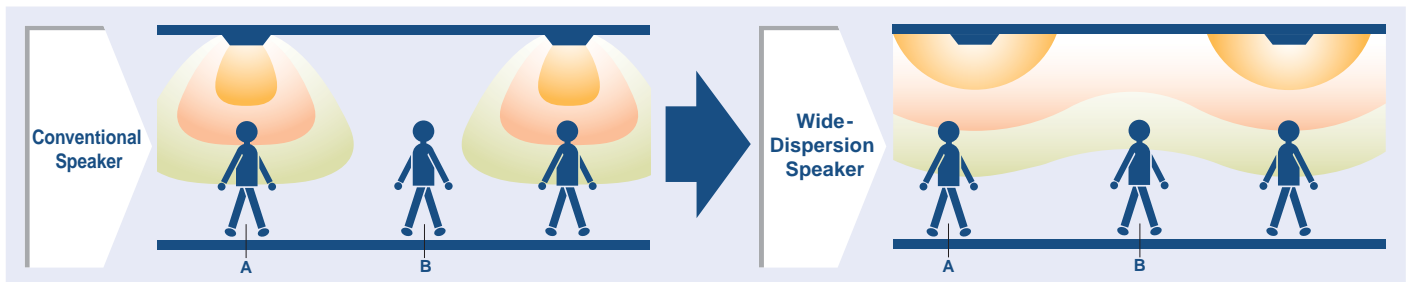 Conventional
Speaker
A
B
Wide-
Dispersion
Speaker
A
B